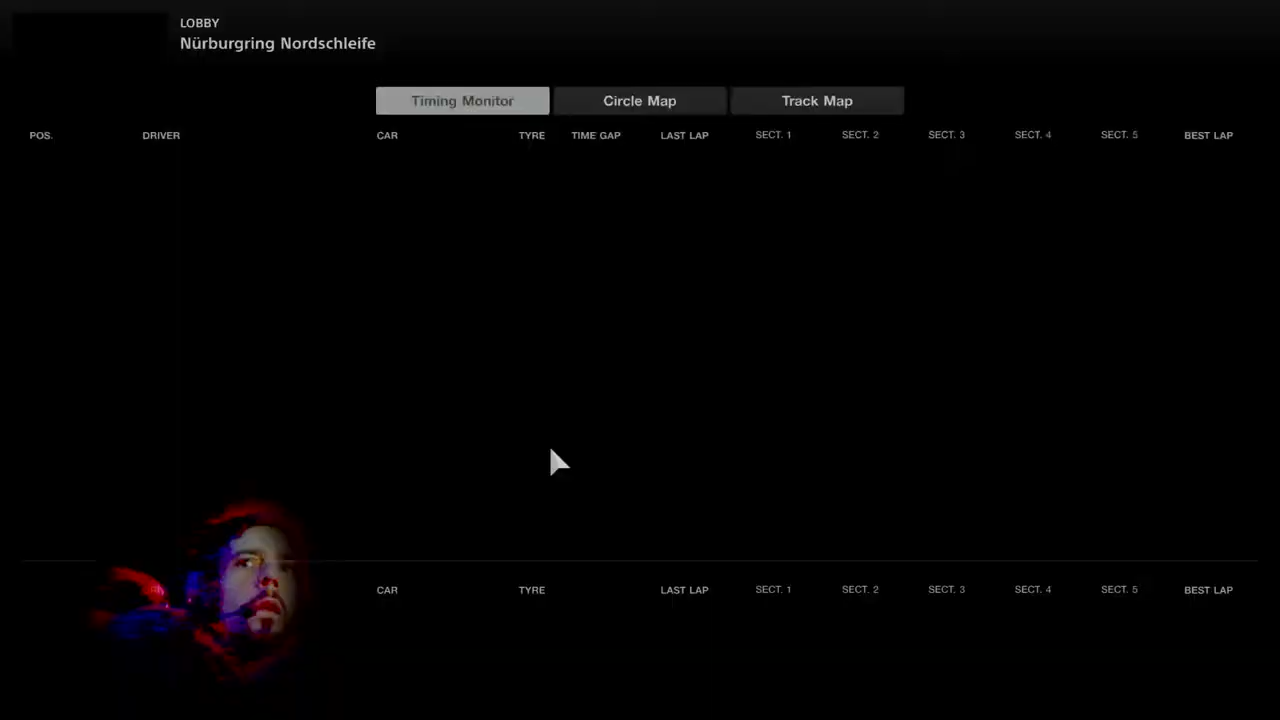 LOBBY
Nürburgring Nordschleife
Timing Monitor Circle Map Track Map
POS. DRIVER CAR TYRE TIME GAP LAST LAP SECT. 1 SECT. 2 SECT. 3 SECT. 4 SECT. 5 BEST LAP
CAR TYRE LAST LAP SECT. 1 SECT. 2 SECT. 3 SECT. 4 SECT. 5 BEST LAP